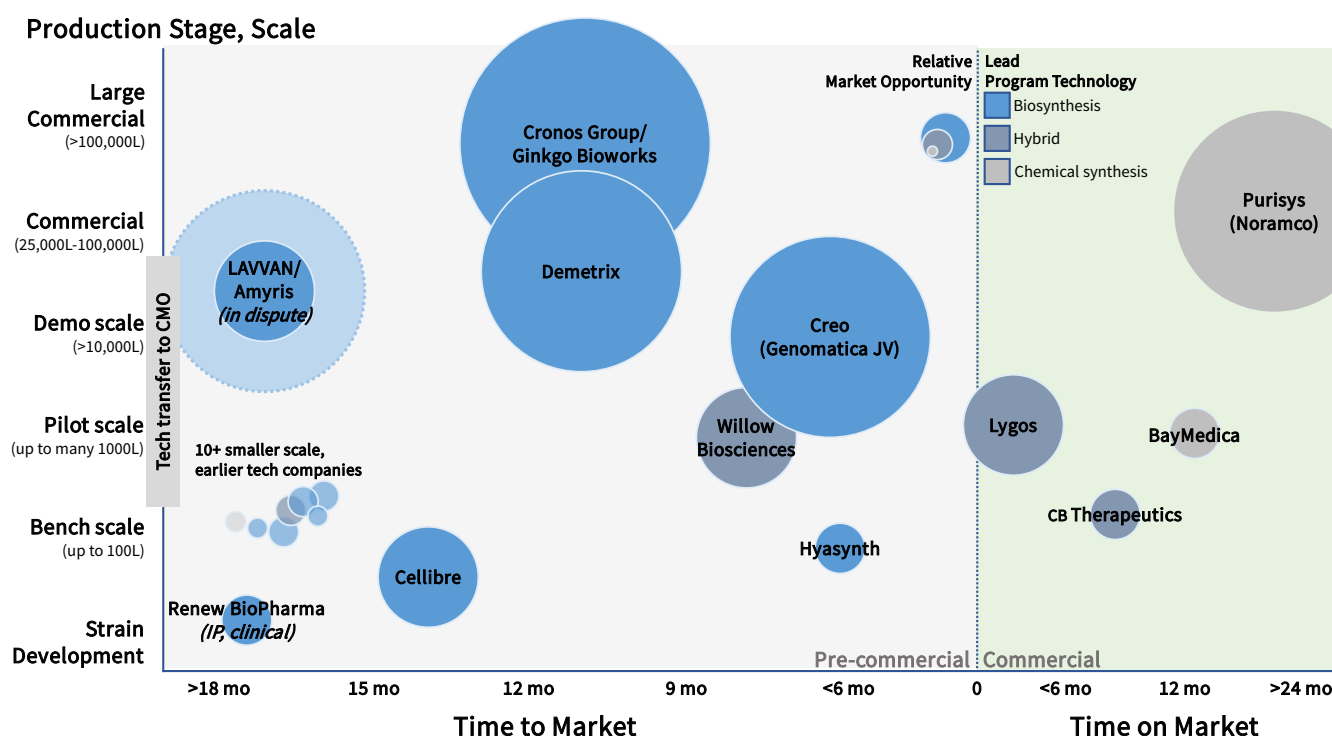 Production Stage, Scale
Large
Commercial
(>100,000L)
Commercial
(25,000L-100,000L)
Demo scale
(>10,000L)
Pilot scale
(up to many 1000L)
Bench scale
(up to 100L)
Strain
Development
Tech transfer to CMO
Cronos Group/
Ginkgo Bioworks
Demetrix
LAVVAN/
Amyris
(in dispute)
Creo
(Genomatica JV)
Willow
Biosciences
10+ smaller scale,
earlier tech companies
Cellibre
Renew BioPharma
(IP, clinical)
Hyasynth
Relative
Market Opportunity
Lead
Program Technology
Biosynthesis
Hybrid
Chemical synthesis
Purisys
(Noramco)
Lygos
BayMedica
CB Therapeutics
Pre-commercial
Commercial
>18 mo
15 mo
12 mo
9 mo
<6 mo
0
<6 mo
12 mo
>24 mo
Time to Market
Time on Market